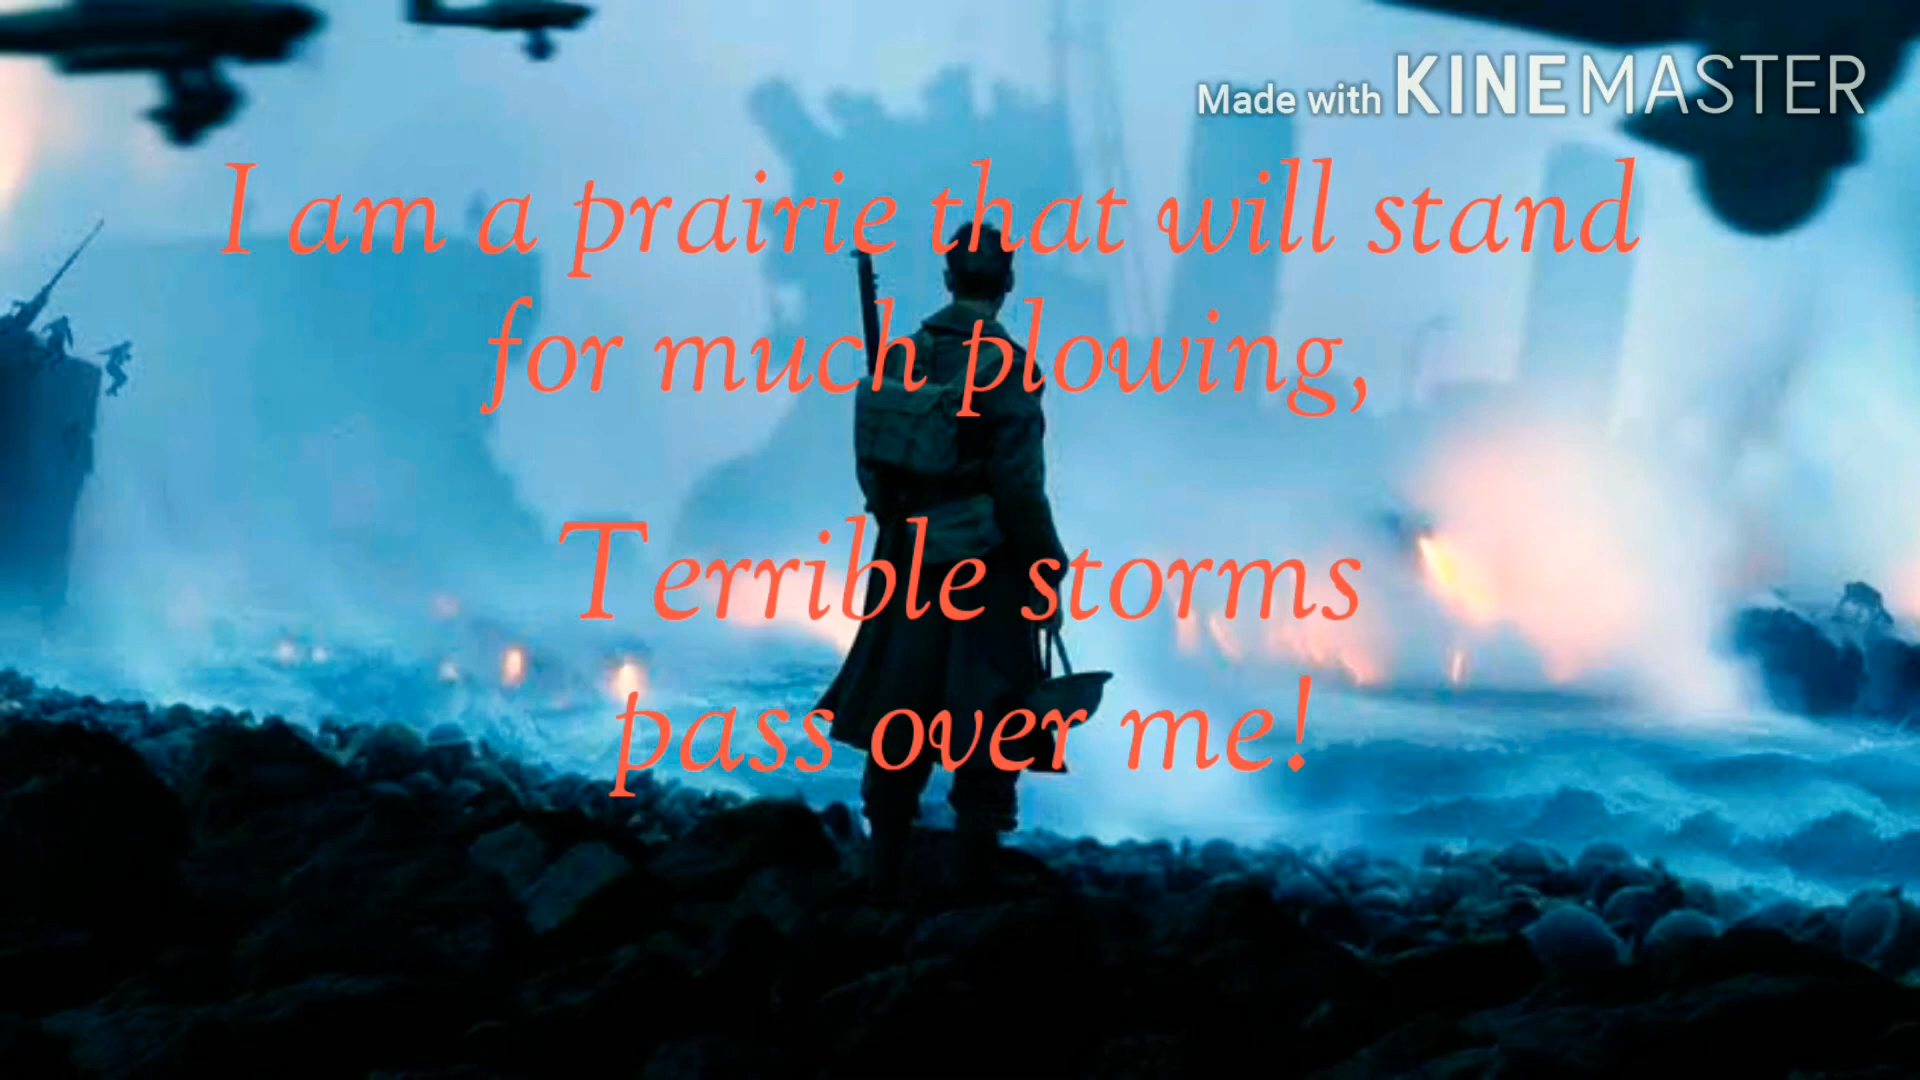 Made with KINEMASTER
I am a prairie that will stand
for much plowing,
Terrible storms
pass over me!